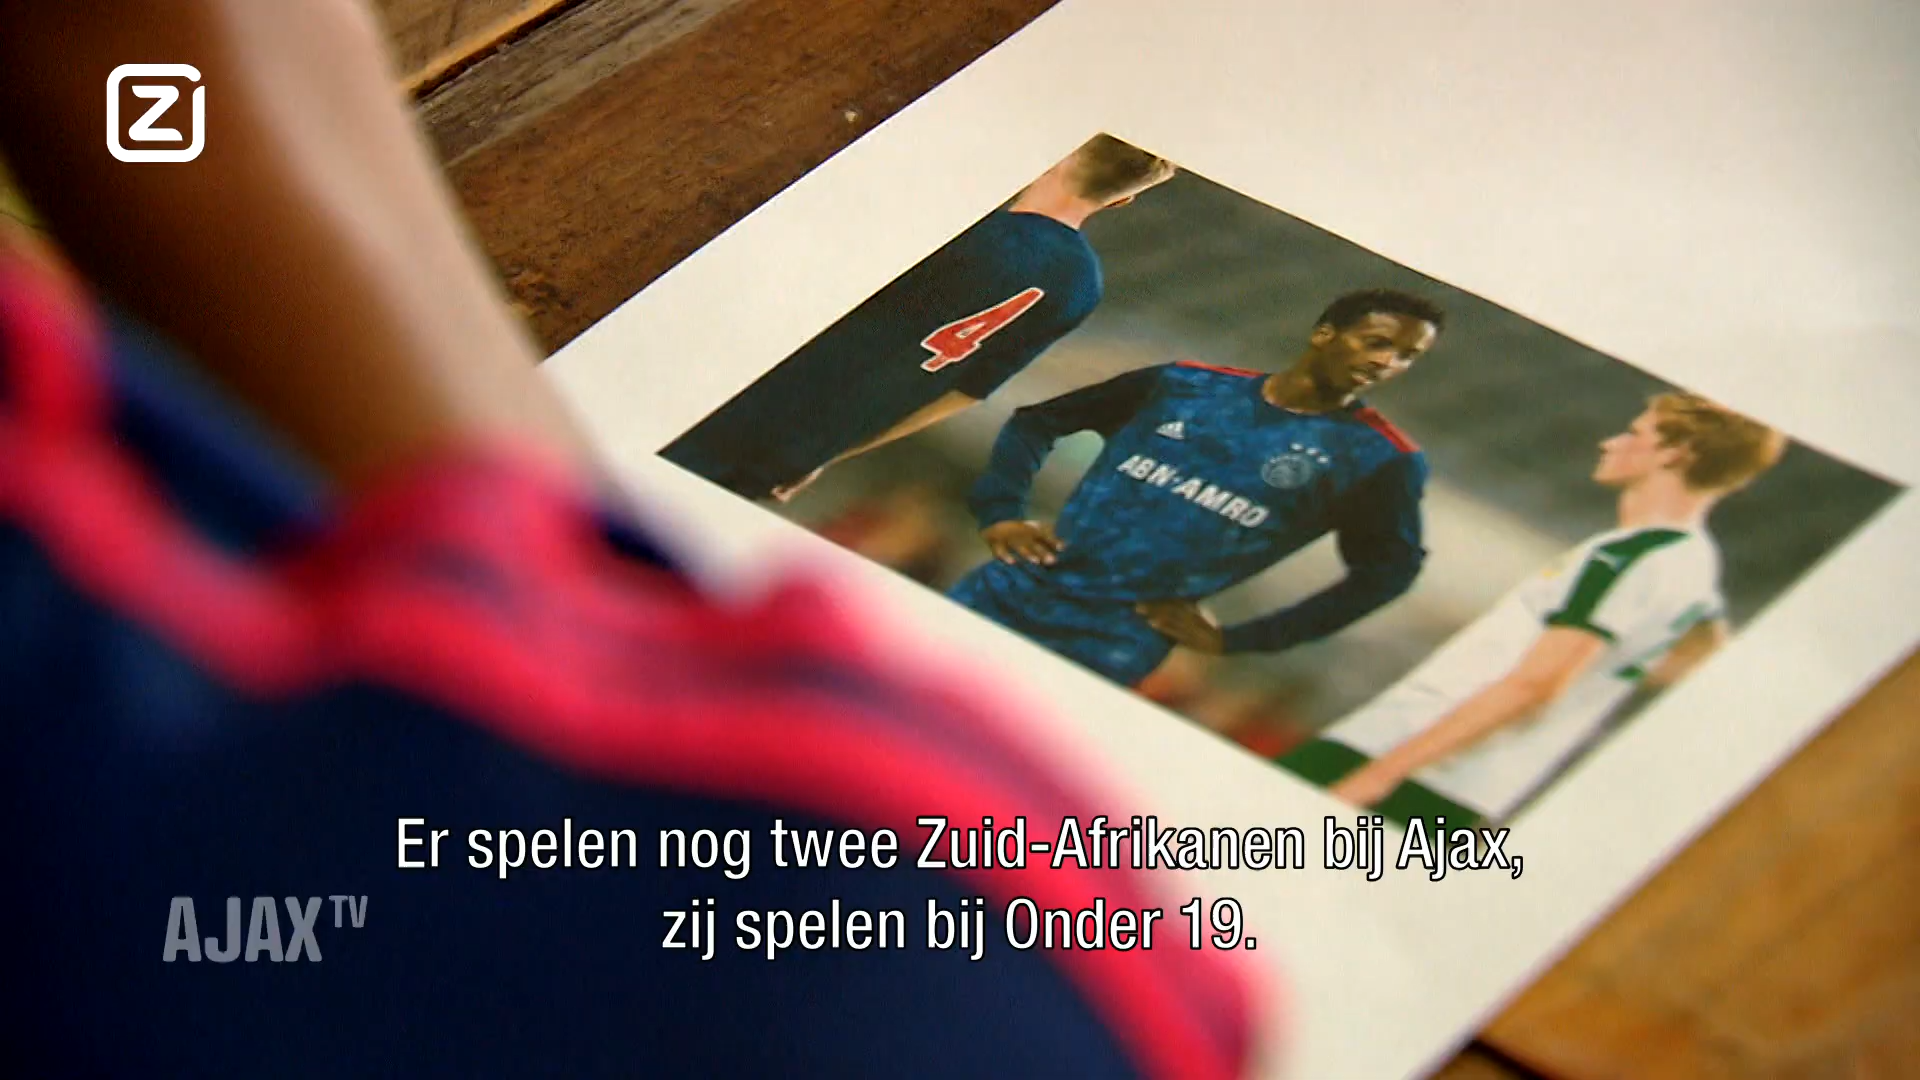 Z
4
ABN·AMRO
Er spelen nog twee Zuid-Afrikanen bij Ajax,
zij spelen bij Onder 19.
AJAX TV